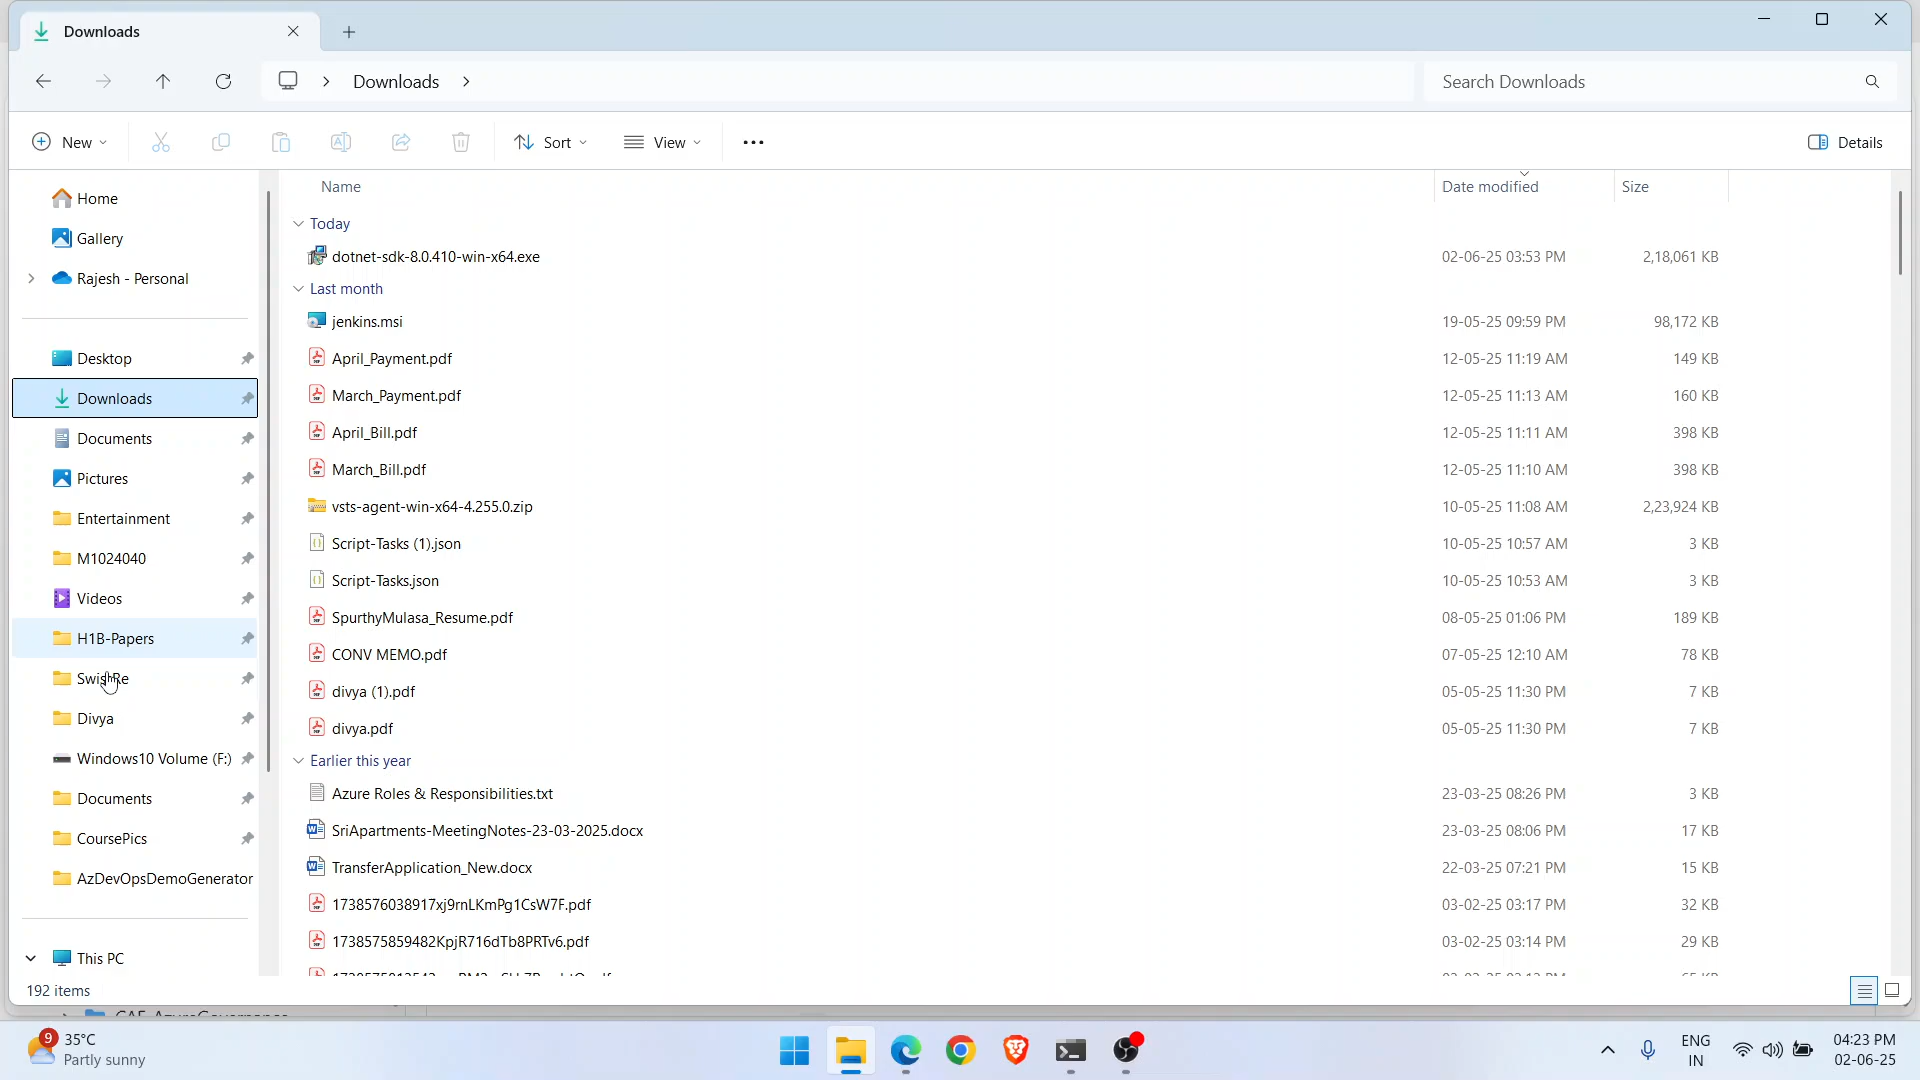 Downloads
Downloads
Search Downloads
New
Sort
View
Details
Home
Gallery
Rajesh - Personal
Desktop
Downloads
Documents
Pictures
Entertainment
M1024040
Videos
H1B-Papers
Divya
Windows10 Volume (F:)
Documents
CoursePics
AzDevOpsDemoGenerator
This PC
Name Date modified Size
Today
dotnet-sdk-8.0.410-win-x64.exe 02-06-25 03:53 PM 2,18,061 KB
Last month
jenkins.msi 19-05-25 09:59 PM 98,172 KB
April_Payment.pdf 12-05-25 11:19 AM 149 KB
March_Payment.pdf 12-05-25 11:13 AM 160 KB
April_Bill.pdf 12-05-25 11:11 AM 398 KB
March_Bill.pdf 12-05-25 11:10 AM 398 KB
vsts-agent-win-x64-4.255.0.zip 10-05-25 11:08 AM 2,23,924 KB
Script-Tasks (1).json 10-05-25 10:57 AM 3 KB
Script-Tasks.json 10-05-25 10:53 AM 3 KB
SpurthyMulasa_Resume.pdf 08-05-25 01:06 PM 189 KB
CONV MEMO.pdf 07-05-25 12:10 AM 78 KB
divya (1).pdf 05-05-25 11:30 PM 7 KB
divya.pdf 05-05-25 11:30 PM 7 KB
Earlier this year
Azure Roles & Responsibilities.txt 23-03-25 08:26 PM 3 KB
SriApartments-MeetingNotes-23-03-2025.docx 23-03-25 08:06 PM 17 KB
TransferApplication_New.docx 22-03-25 07:21 PM 15 KB
1738576038917xj9rnLKmPg1CsW7F.pdf 03-02-25 03:17 PM 32 KB
1738575859482KpjR716dTb8PRTv6.pdf 03-02-25 03:14 PM 29 KB
192 items
9
35°C
Partly sunny
ENG
IN
04:23 PM
02-06-25